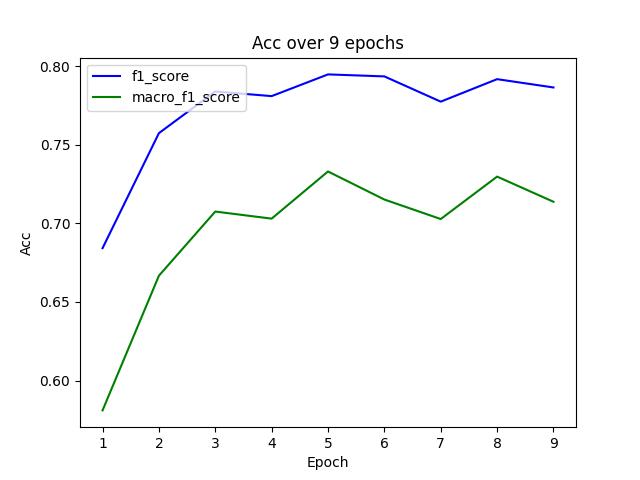 Acc over 9 epochs
f1_score
macro_f1_score
0.80
0.75
0.70
0.65
0.60
Acc
1 2 3 4 5 6 7 8 9
Epoch